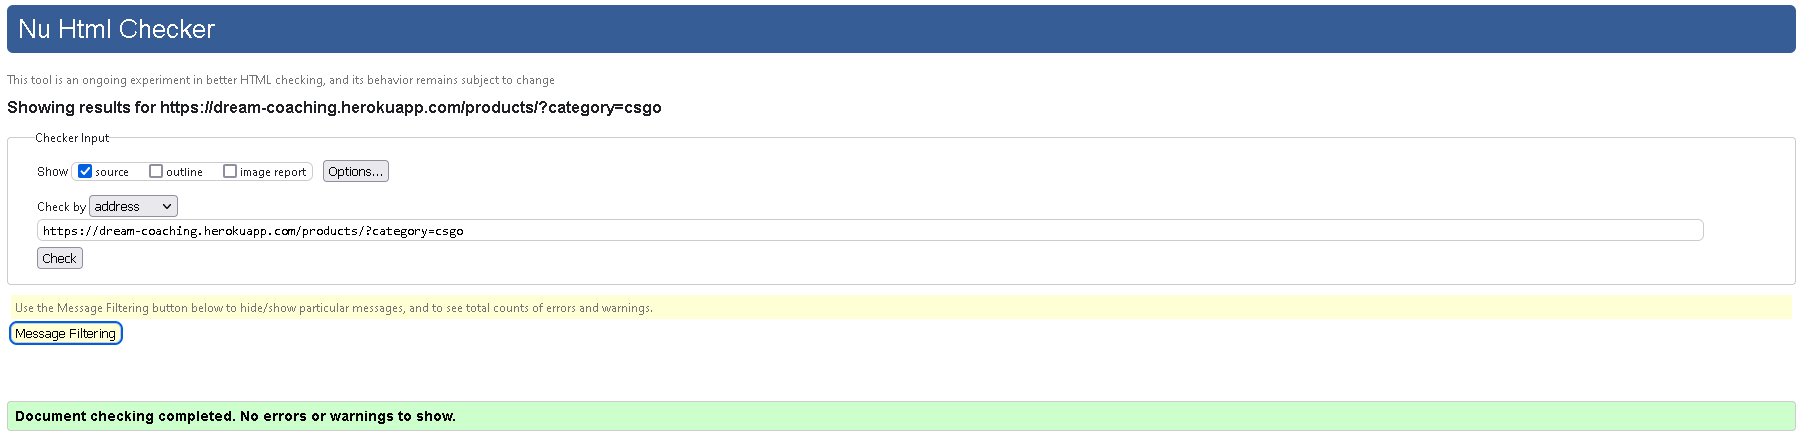 Nu Html Checker
This tool is an ongoing experiment in better HTML checking, and its behavior remains subject to change
Showing results for https://dream-coaching.herokuapp.com/products/?category=csgo
Checker Input
Show source outline image report Options...
Check by address
https://dream-coaching.herokuapp.com/products/?category=csgo
Check
Use the Message Filtering button below to hide/show particular messages, and to see total counts of errors and warnings.
Message Filtering
Document checking completed. No errors or warnings to show.